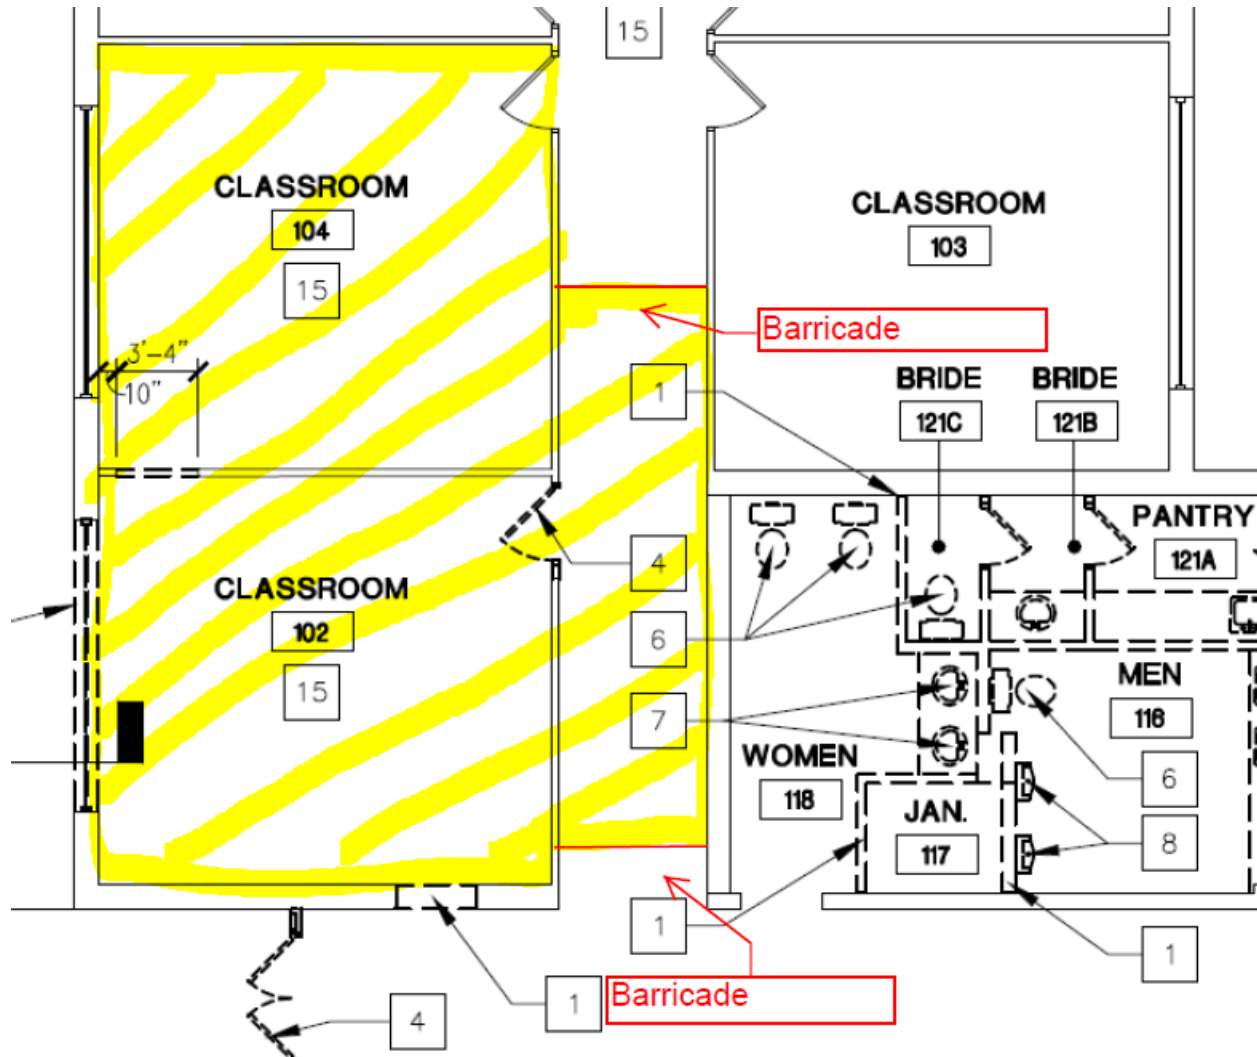 15
CLASSROOM
104
15
CLASSROOM
103
Barricade
3'-4"
10"
1
BRIDE
121C
BRIDE
121B
PANTRY
121A
4
CLASSROOM
102
15
6
7
MEN
116
WOMEN
118
6
JAN.
117
8
1
1
1
Barricade
4